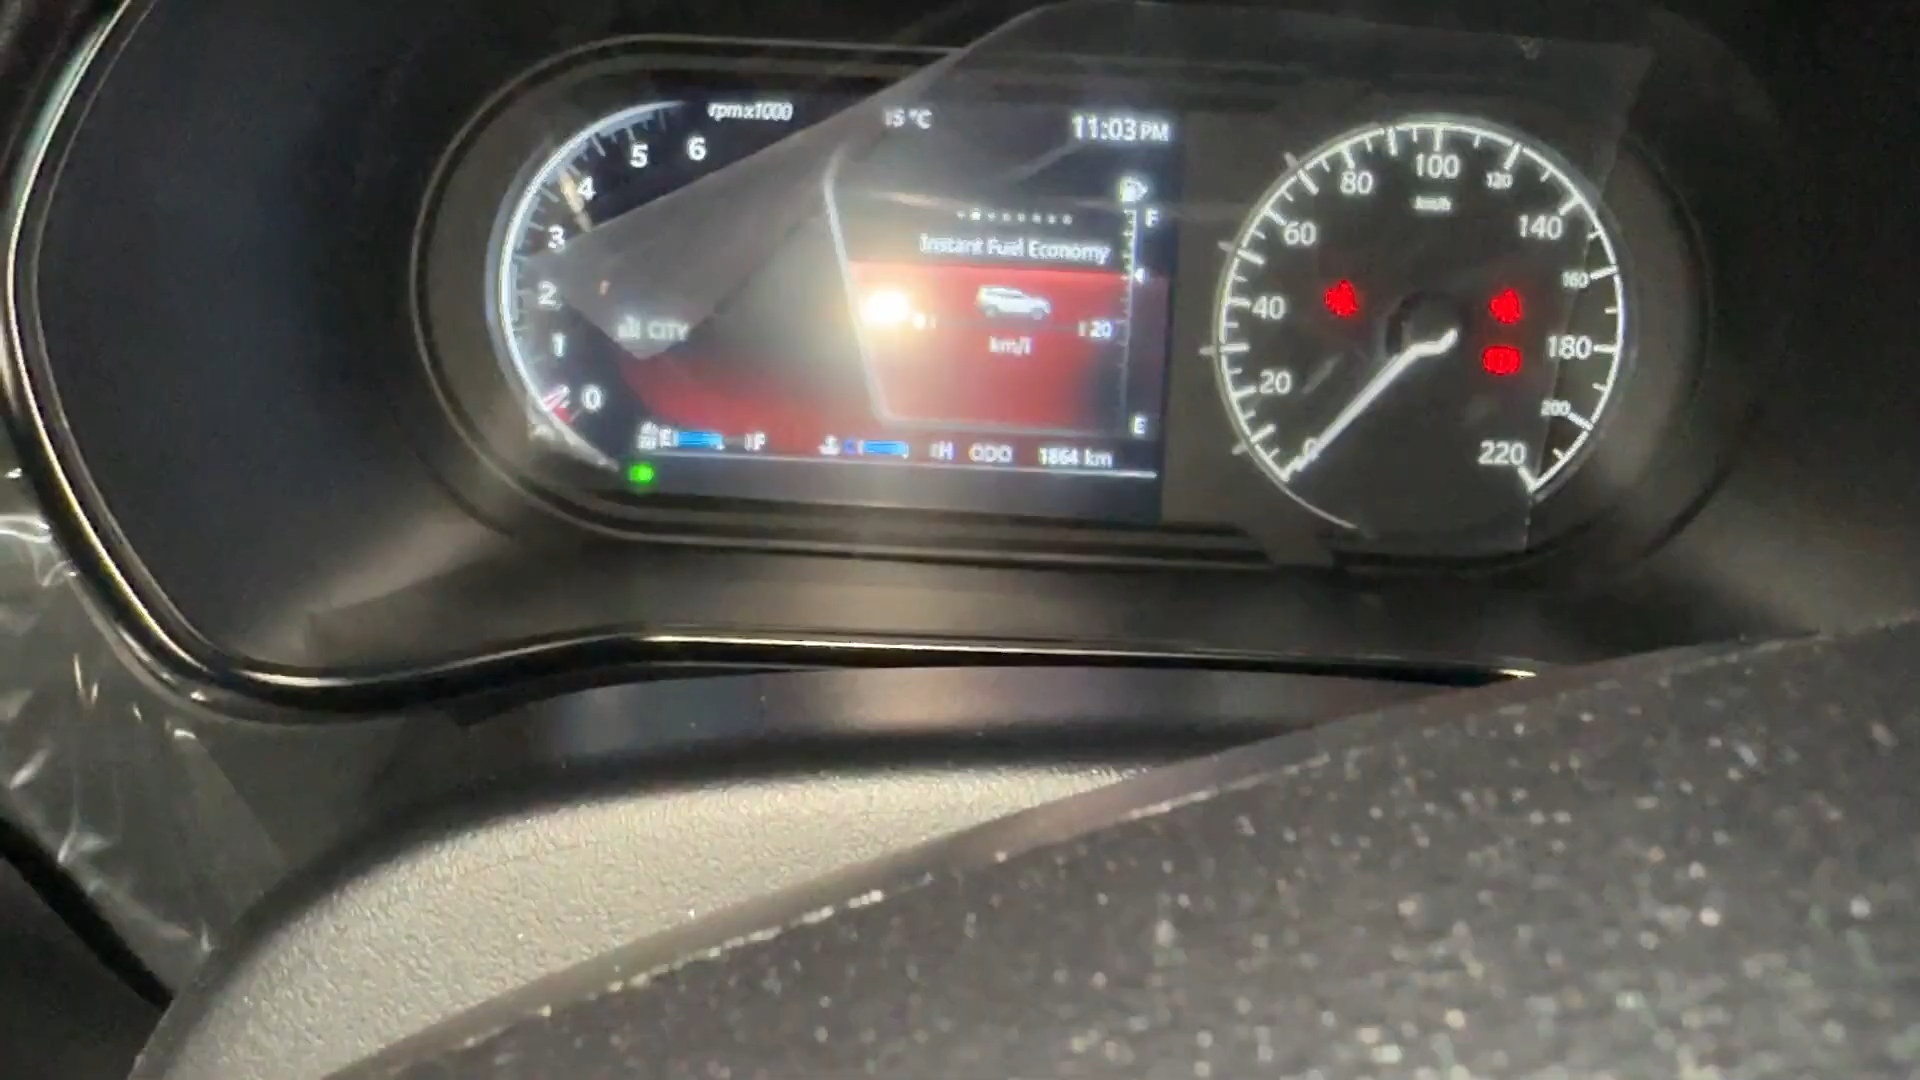 rpmx1000
15 °C
11:03 PM
5 6
4
3
2
1
0
F
Instant Fuel Economy
20
km/l
CITY
E
E F
C H
ODO 1864 km
0 20 40 60 80 100 120 140 160 180 200 220
km/h